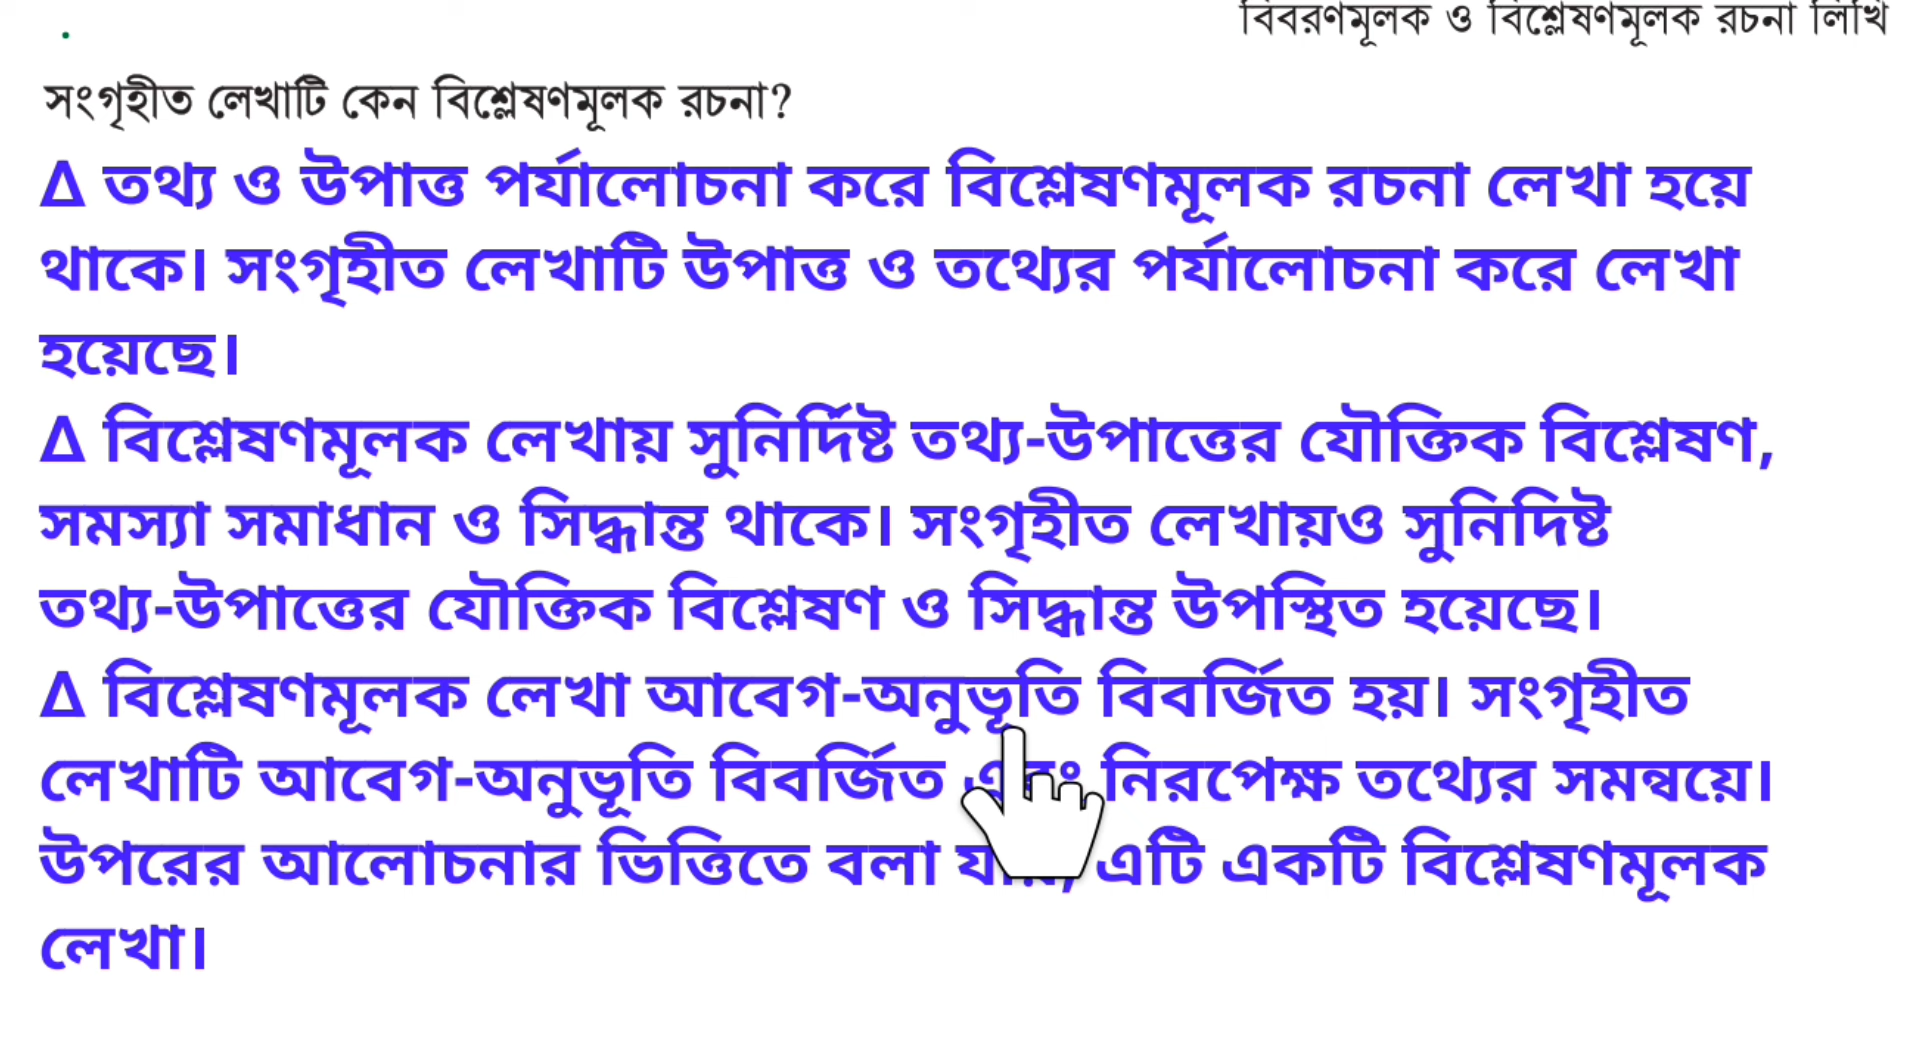 বিবরণমূলক ও বিশ্লেষণমূলক রচনা লিখি
সংগৃহীত লেখাটি কেন বিশ্লেষণমূলক রচনা?
Δ তথ্য ও উপাত্ত পর্যালোচনা করে বিশ্লেষণমূলক রচনা লেখা হয়ে
থাকে। সংগৃহীত লেখাটি উপাত্ত ও তথ্যের পর্যালোচনা করে লেখা
হয়েছে।
Δ বিশ্লেষণমূলক লেখায় সুনির্দিষ্ট তথ্য-উপাত্তের যৌক্তিক বিশ্লেষণ,
সমস্যা সমাধান ও সিদ্ধান্ত থাকে। সংগৃহীত লেখায়ও সুনিদিষ্ট
তথ্য-উপাত্তের যৌক্তিক বিশ্লেষণ ও সিদ্ধান্ত উপস্থিত হয়েছে।
Δ বিশ্লেষণমূলক লেখা আবেগ-অনুভূতি বিবর্জিত হয়। সংগৃহীত
লেখাটি আবেগ-অনুভূতি বিবর্জিত নিরপেক্ষ তথ্যের সমন্বয়ে।
উপরের আলোচনার ভিত্তিতে বলা এটি একটি বিশ্লেষণমূলক
লেখা।